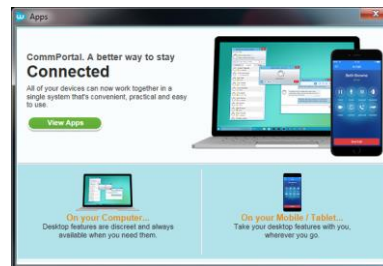 Apps
CommPortal. A better way to stay
Connected
All of your devices can now work together in a
single system that's convenient, practical and easy
to use.
View Apps
On your Computer...
Desktop features are discreet and always
available when you need them.
On your Mobile / Tablet...
Take your desktop features with you,
wherever you go.